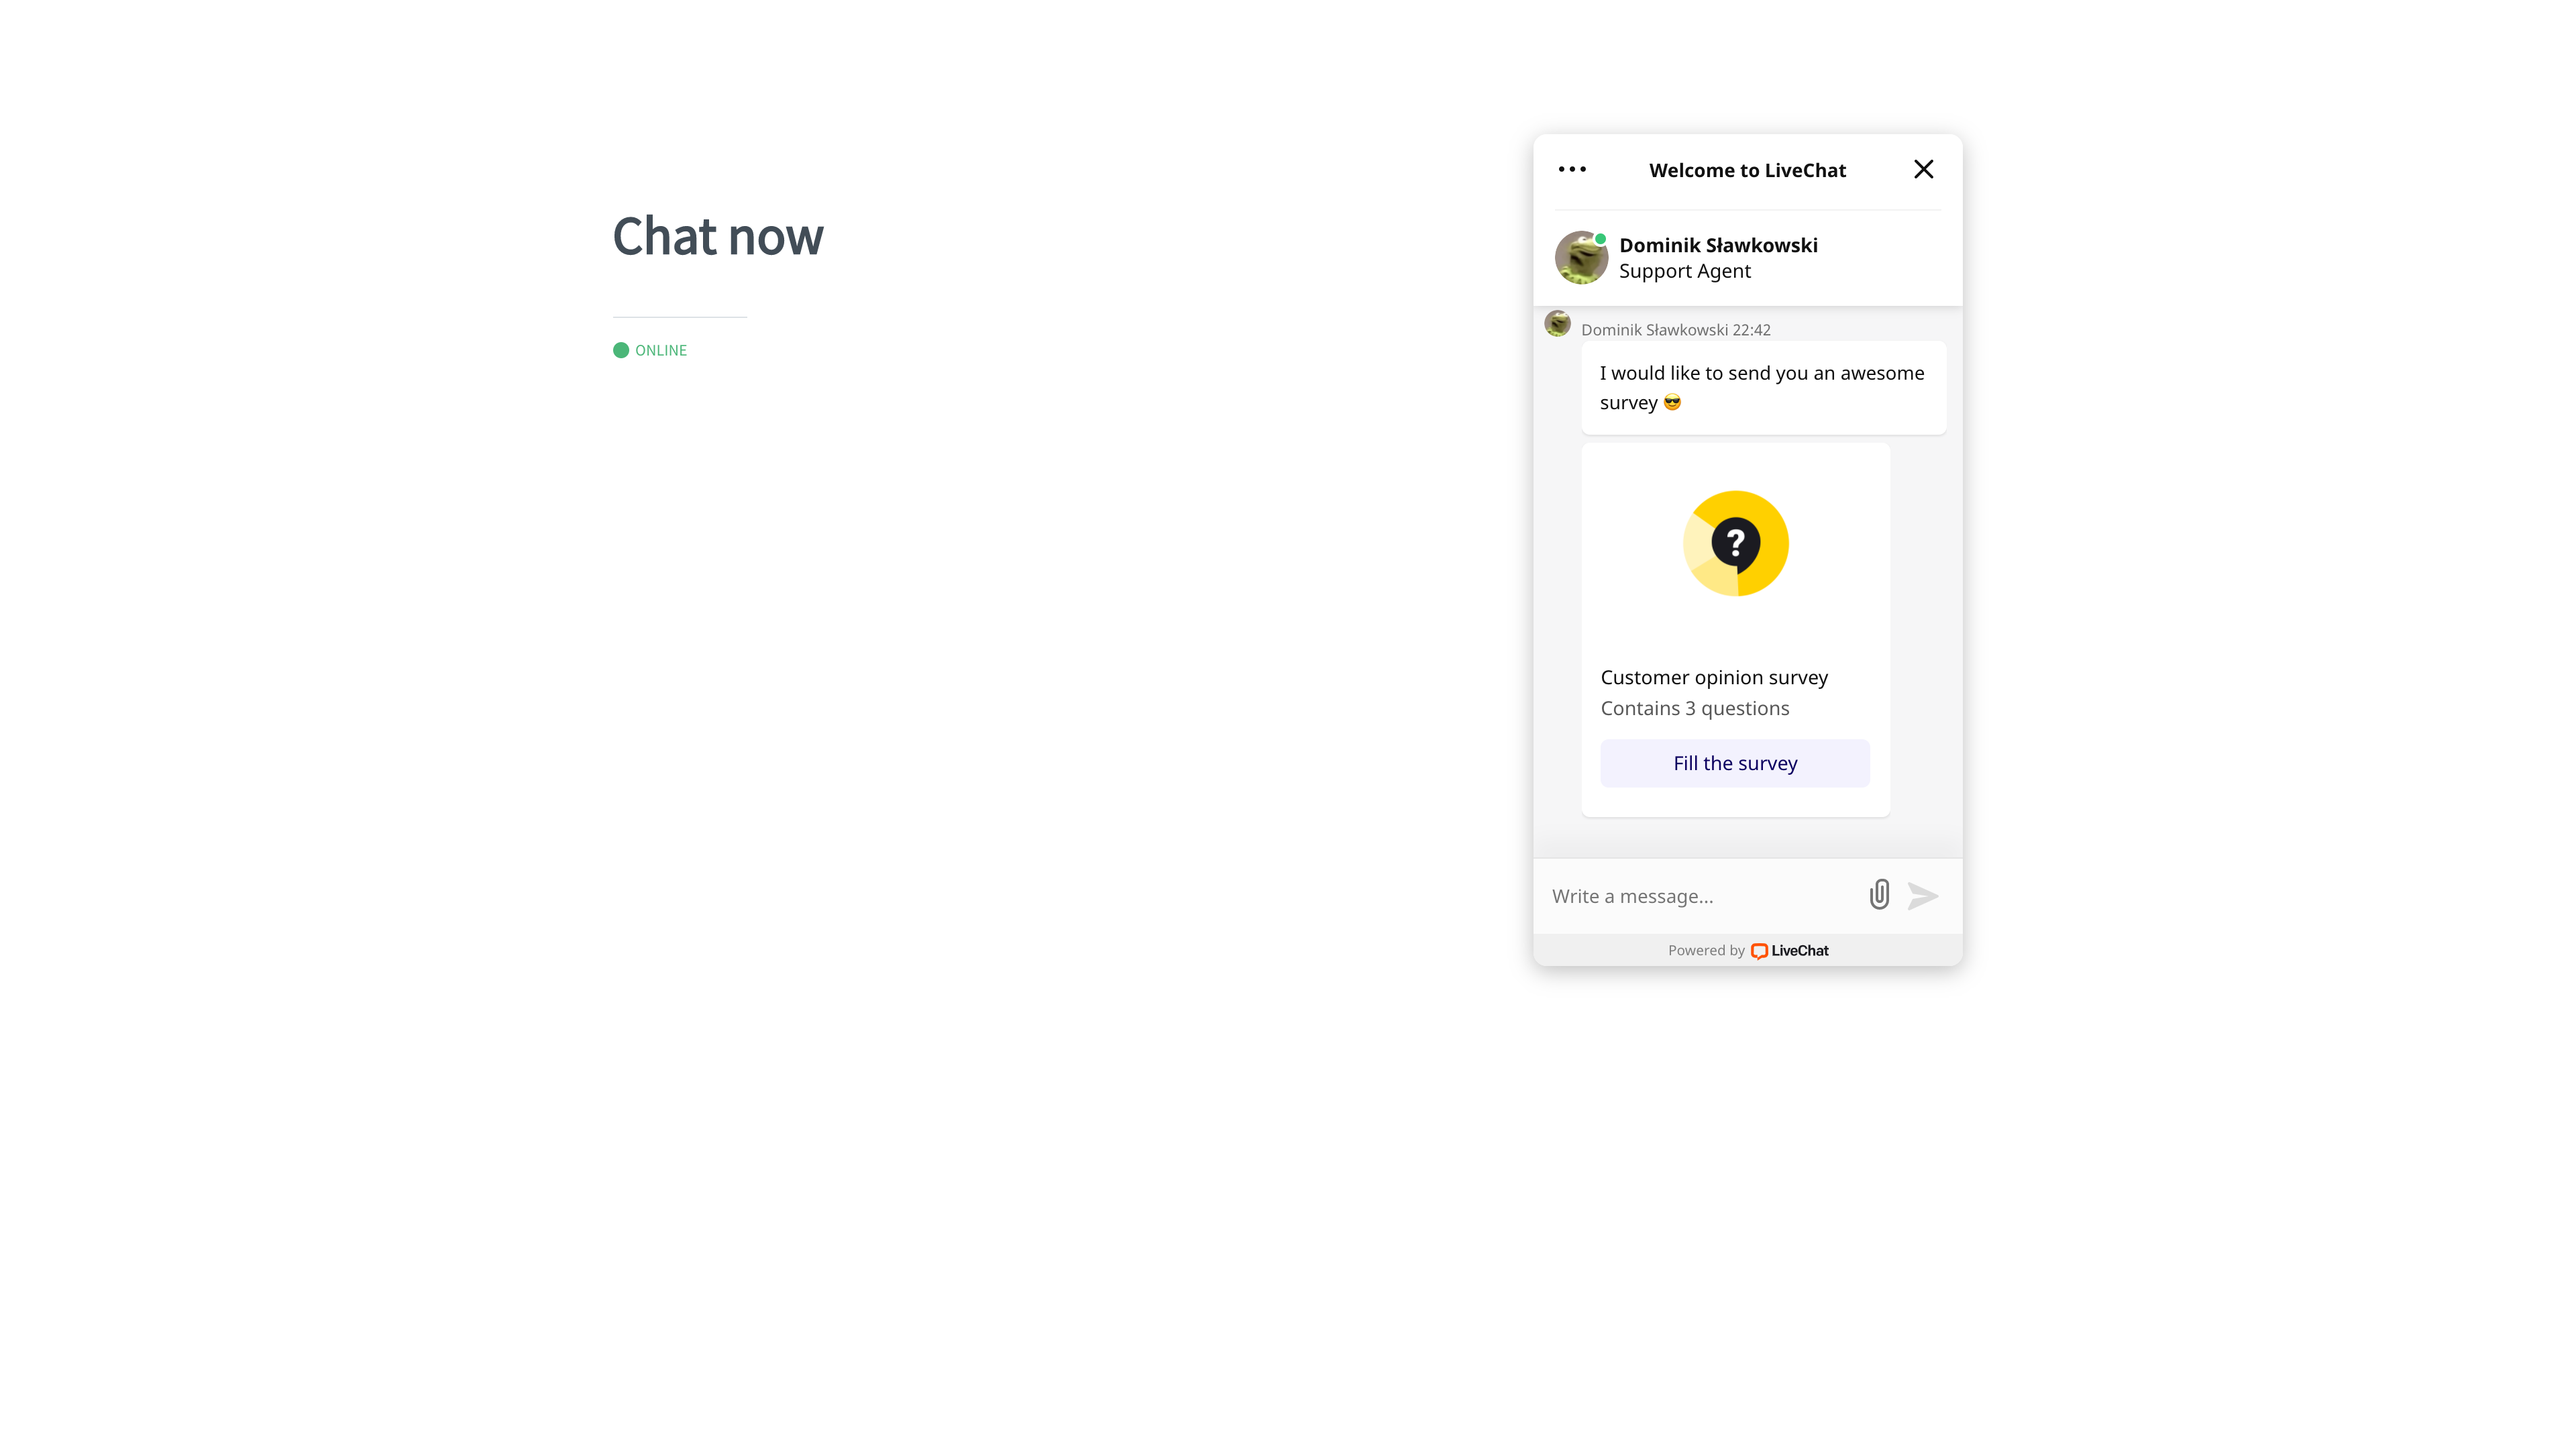 Chat now
ONLINE
Welcome to LiveChat
Dominik Sławkowski
Support Agent
Dominik Sławkowski 22:42
I would like to send you an awesome
survey 😎
?
Customer opinion survey
Contains 3 questions
Fill the survey
Write a message...
Powered by LiveChat